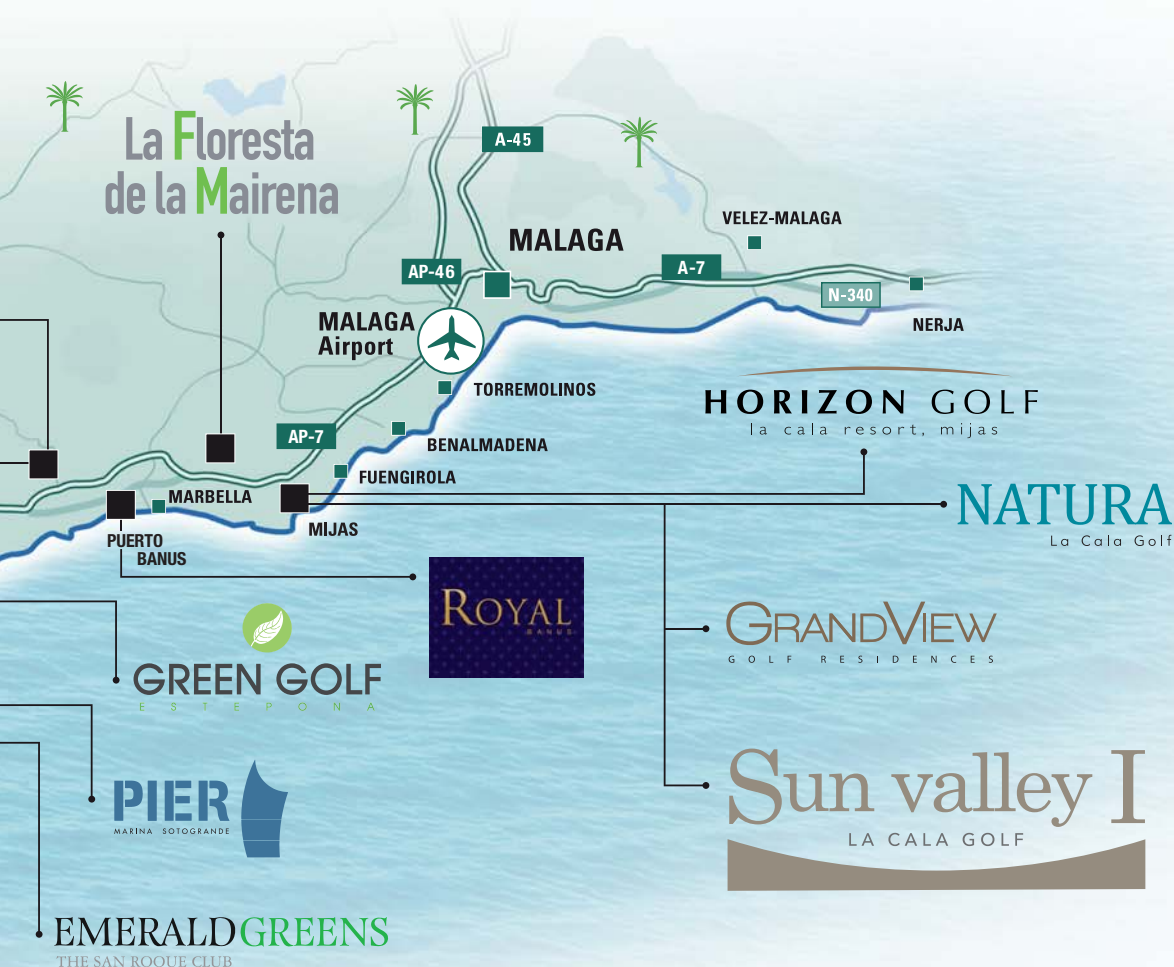 La Floresta
de la Mairena
A-45
VELEZ-MALAGA
MALAGA
AP-46
A-7
N-340
MALAGA
Airport
NERJA
TORREMOLINOS
HORIZON GOLF
la cala resort, mijas
AP-7
BENALMADENA
FUENGIROLA
MARBELLA
NATURA
La Cala Golf
MIJAS
PUERTO
BANUS
ROYAL
BANUS
GRANDVIEW
GOLF RESIDENCES
GREEN GOLF
ESTEPONA
Sun valley I
LA CALA GOLF
PIER
MARINA SOTOGRANDE
EMERALDGREENS
THE SAN ROQUE CLUB